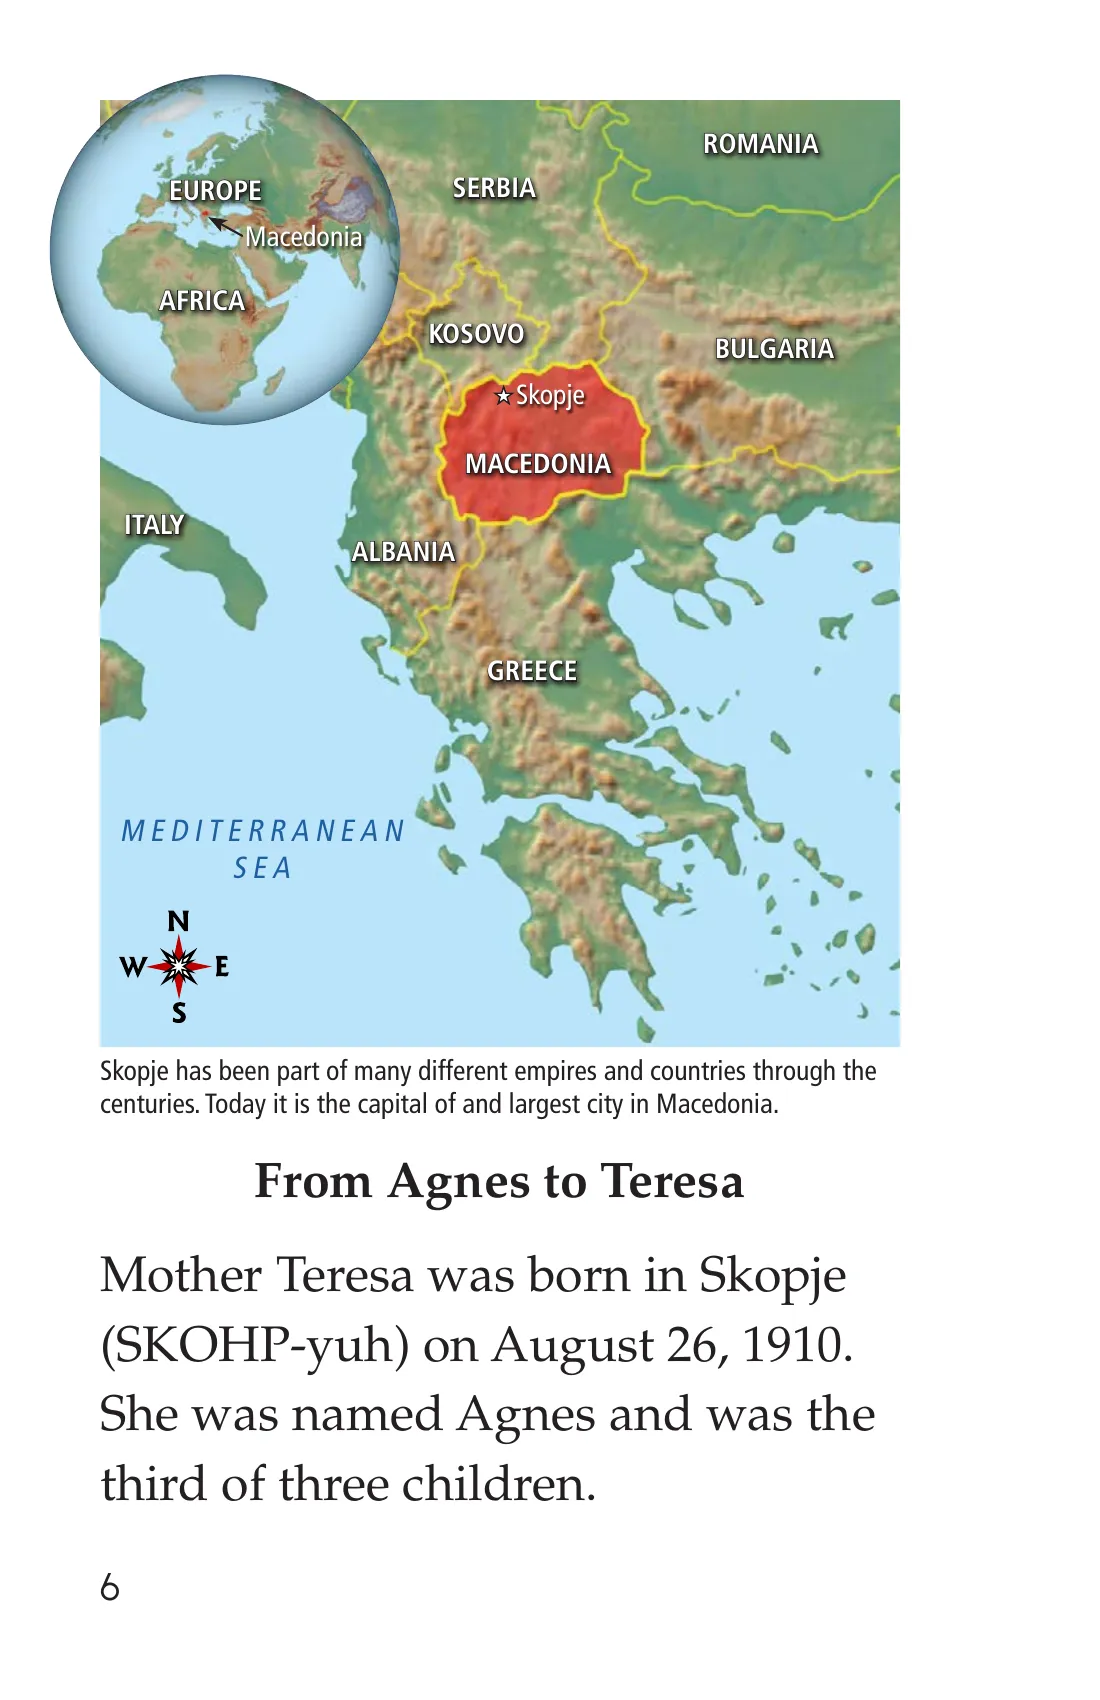 EUROPE
Macedonia
AFRICA
ROMANIA
SERBIA
KOSOVO
BULGARIA
Skopje
MACEDONIA
ITALY
ALBANIA
GREECE
MEDITERRANEAN
SEA
N
W E
S
Skopje has been part of many different empires and countries through the
centuries. Today it is the capital of and largest city in Macedonia.
From Agnes to Teresa
Mother Teresa was born in Skopje
(SKOHP-yuh) on August 26, 1910.
She was named Agnes and was the
third of three children.
6